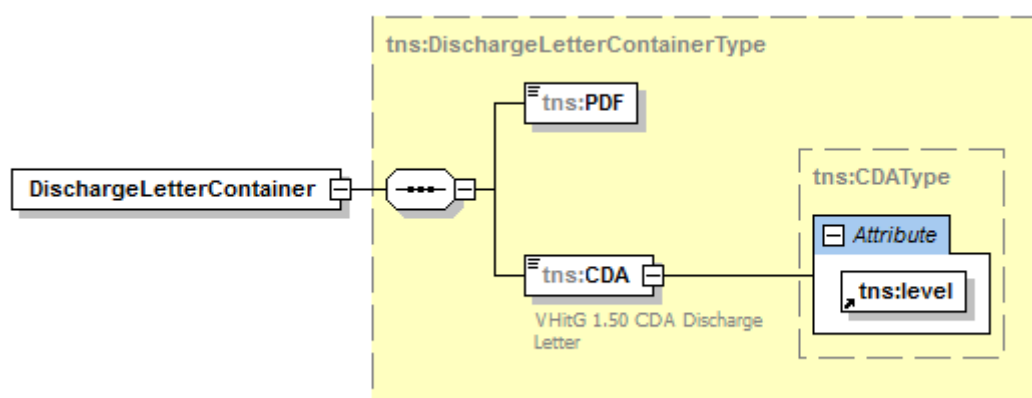 tns:DischargeLetterContainerType
tns:PDF
DischargeLetterContainer
tns:CDAType
Attribute
tns:CDA
tns:level
VHitG 1.50 CDA Discharge
Letter